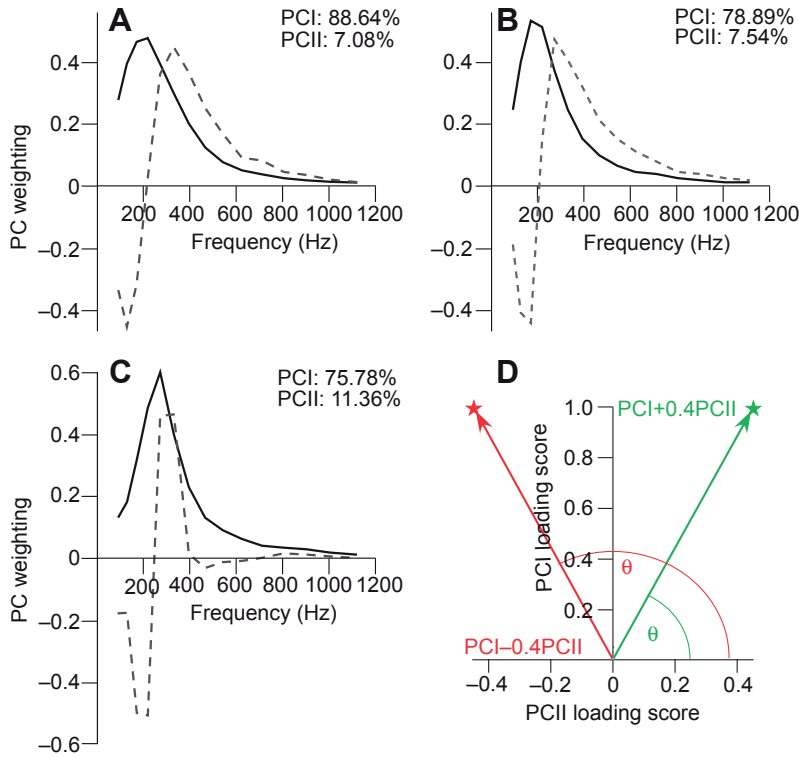 A
PCI: 88.64%
PCII: 7.08%
PC weighting
0.4
0.2
0
–0.2
–0.4
200 400 600 800 1000 1200
Frequency (Hz)
B
PCI: 78.89%
PCII: 7.54%
0.4
0.2
0
–0.2
–0.4
200 400 600 800 1000 1200
Frequency (Hz)
C
PCI: 75.78%
PCII: 11.36%
PC weighting
0.6
0.4
0.2
0
–0.2
–0.4
–0.6
200 400 600 800 1000 1200
Frequency (Hz)
D
PCI+0.4PCII
PCI loading score
1.0
0.8
0.6
0.4
0.2
θ
θ
PCI–0.4PCII
–0.4 –0.2 0 0.2 0.4
PCII loading score